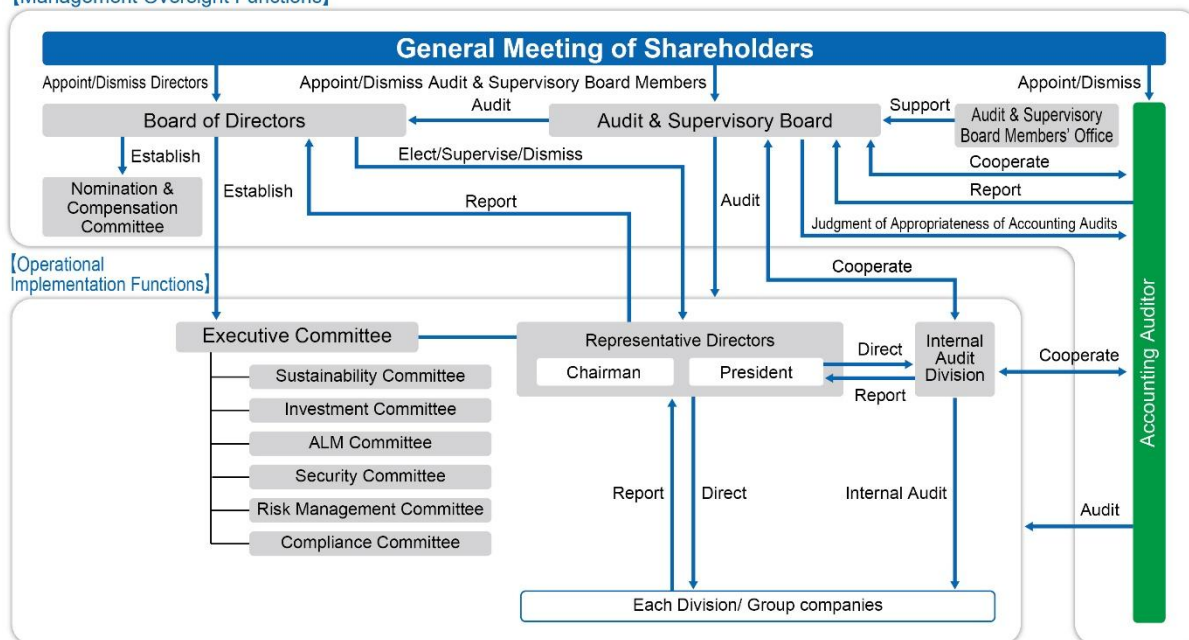 【Management Oversight Functions】
General Meeting of Shareholders
Appoint/Dismiss Directors
Appoint/Dismiss Audit & Supervisory Board Members
Appoint/Dismiss
Board of Directors
Audit
Audit & Supervisory Board
Support
Audit & Supervisory
Board Members' Office
Establish
Elect/Supervise/Dismiss
Cooperate
Nomination &
Compensation
Committee
Establish
Report
Audit
Report
Judgment of Appropriateness of Accounting Audits
【Operational
Implementation Functions】
Cooperate
Executive Committee
Representative Directors
Chairman
President
Direct
Report
Internal
Audit
Division
Cooperate
Accounting Auditor
Sustainability Committee
Investment Committee
ALM Committee
Security Committee
Risk Management Committee
Compliance Committee
Report
Direct
Internal Audit
Audit
Each Division/ Group companies